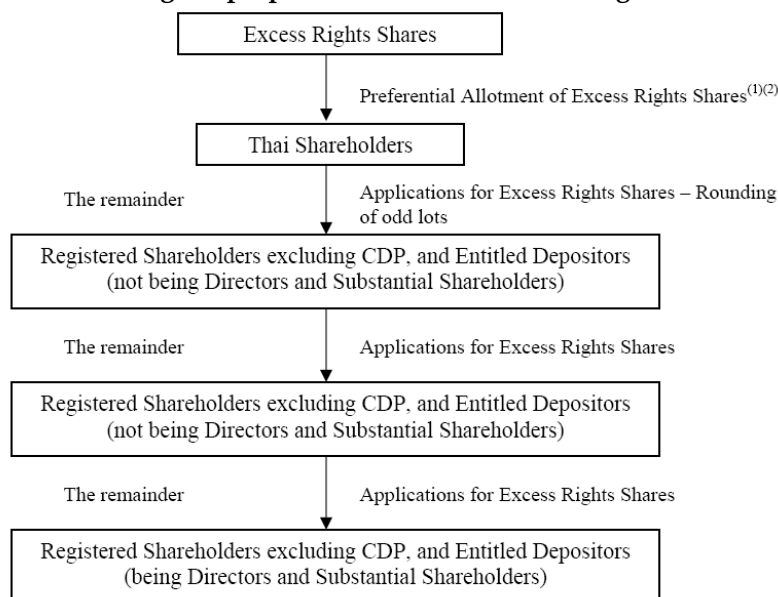 Excess Rights Shares
Preferential Allotment of Excess Rights Shares(1)(2)
Thai Shareholders
The remainder
Applications for Excess Rights Shares – Rounding
of odd lots
Registered Shareholders excluding CDP, and Entitled Depositors
(not being Directors and Substantial Shareholders)
The remainder
Applications for Excess Rights Shares
Registered Shareholders excluding CDP, and Entitled Depositors
(not being Directors and Substantial Shareholders)
The remainder
Applications for Excess Rights Shares
Registered Shareholders excluding CDP, and Entitled Depositors
(being Directors and Substantial Shareholders)